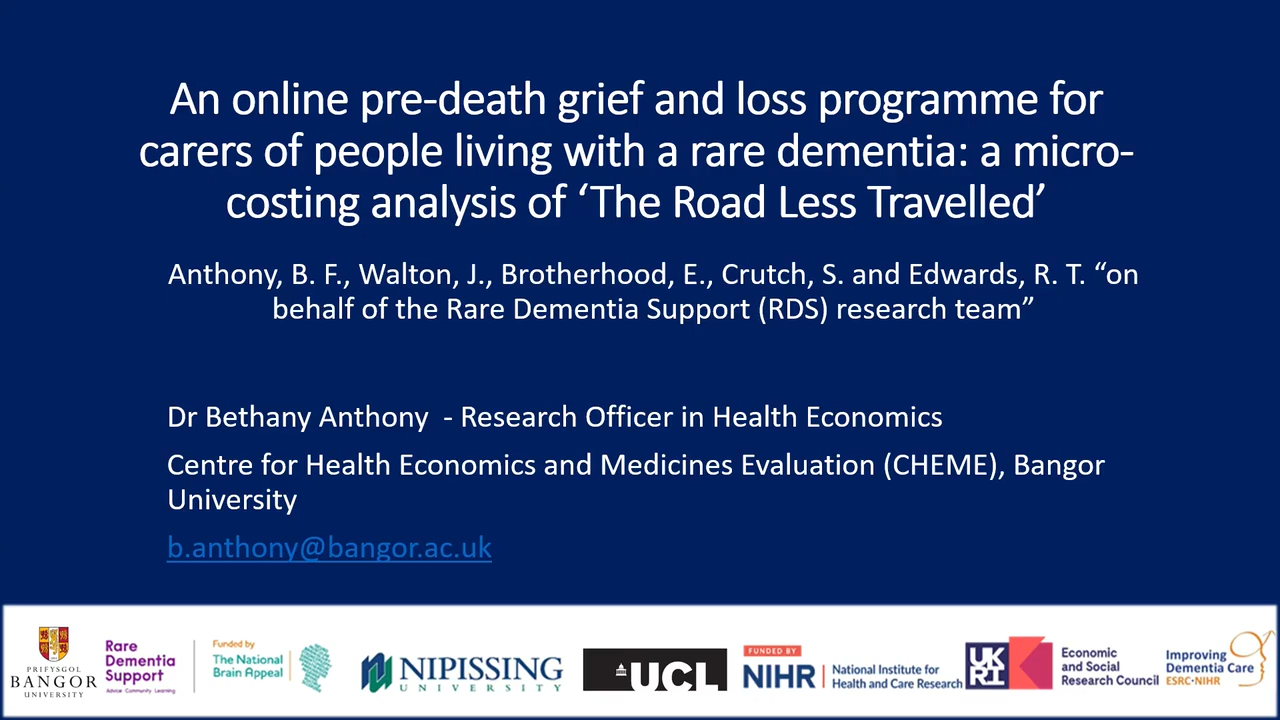 An online pre-death grief and loss programme for
carers of people living with a rare dementia: a micro-
costing analysis of ‘The Road Less Travelled’
Anthony, B. F., Walton, J., Brotherhood, E., Crutch, S. and Edwards, R. T. “on
behalf of the Rare Dementia Support (RDS) research team”
Dr Bethany Anthony - Research Officer in Health Economics
Centre for Health Economics and Medicines Evaluation (CHEME), Bangor
University
b.anthony@bangor.ac.uk
PRIFYSGOL
BANGOR
UNIVERSITY
Rare
Dementia
Support
Advice Community Learning
Funded by
The National
Brain Appeal
NIPISSING
UNIVERSITY
UCL
FUNDED BY
NIHR
National Institute for
Health and Care Research
UK
RI
Economic
and Social
Research Council
Improving
Dementia Care
ESRC•NIHR